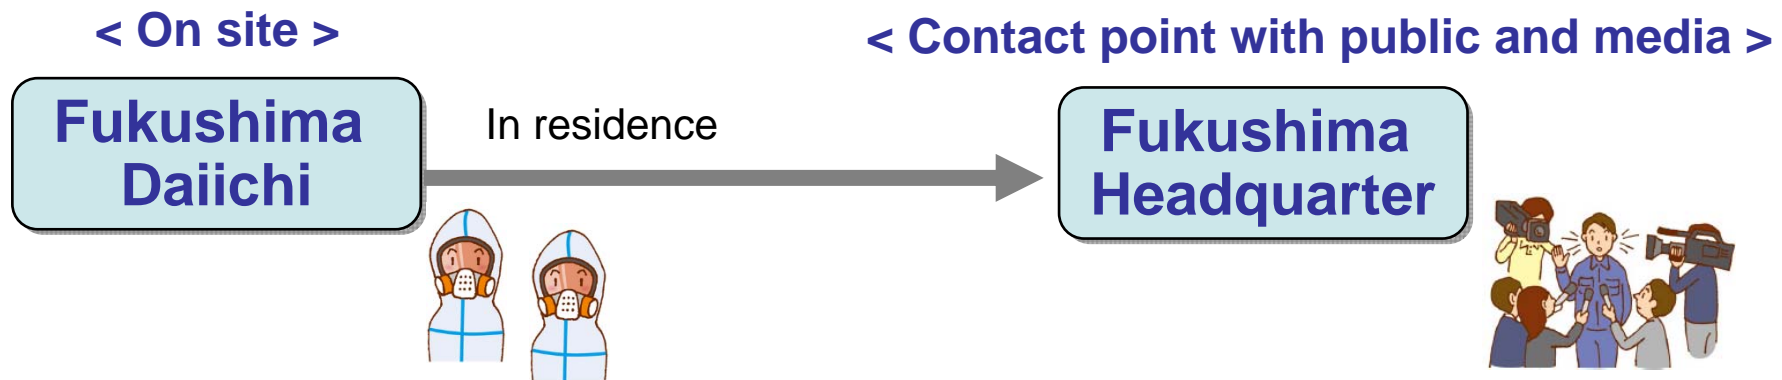 < On site >
< Contact point with public and media >
Fukushima
Daiichi
In residence
Fukushima
Headquarter